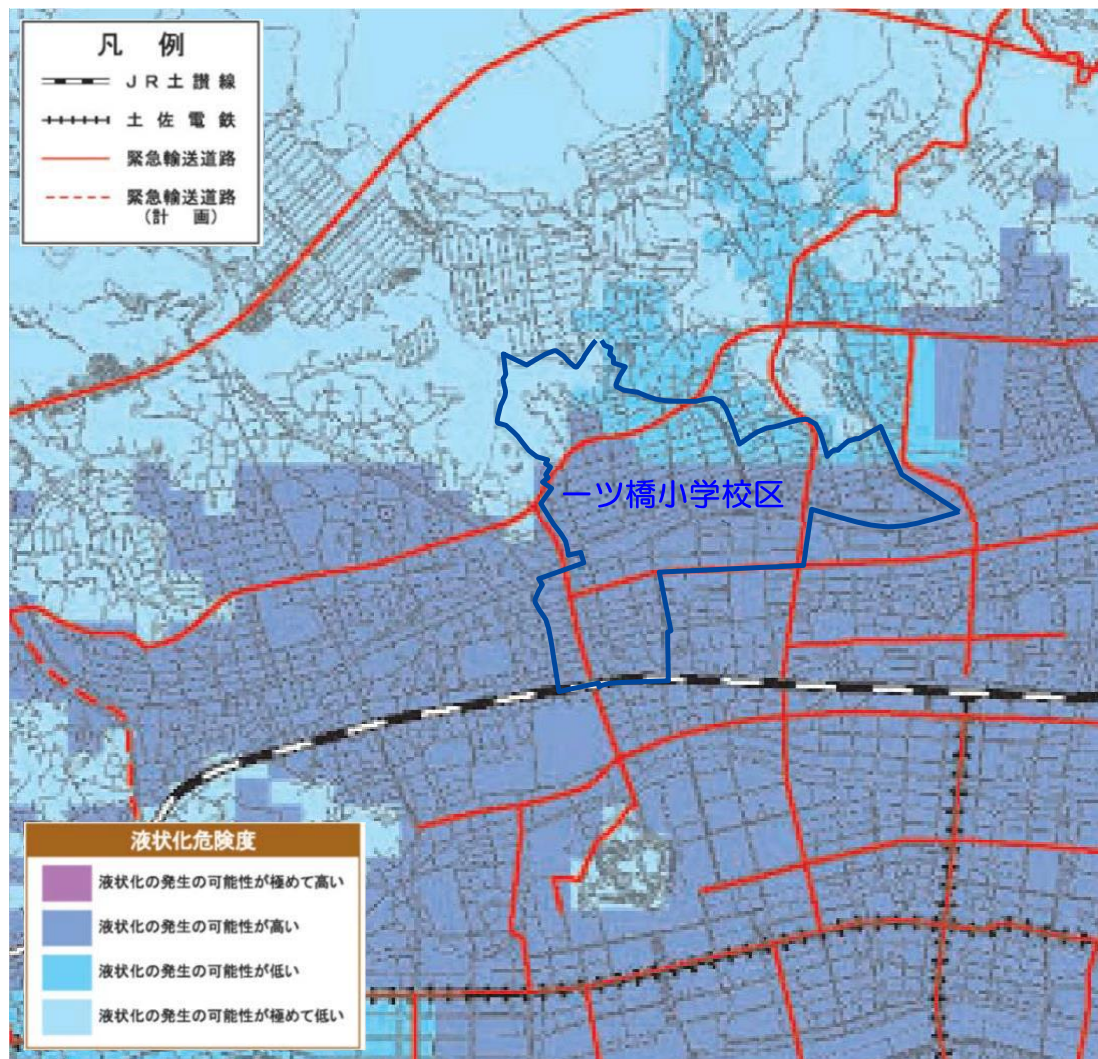 凡 例
JR土讃線
土佐電鉄
緊急輸送道路
緊急輸送道路
(計 画)
一ツ橋小学校区
液状化危険度
液状化の発生の可能性が極めて高い
液状化の発生の可能性が高い
液状化の発生の可能性が低い
液状化の発生の可能性が極めて低い